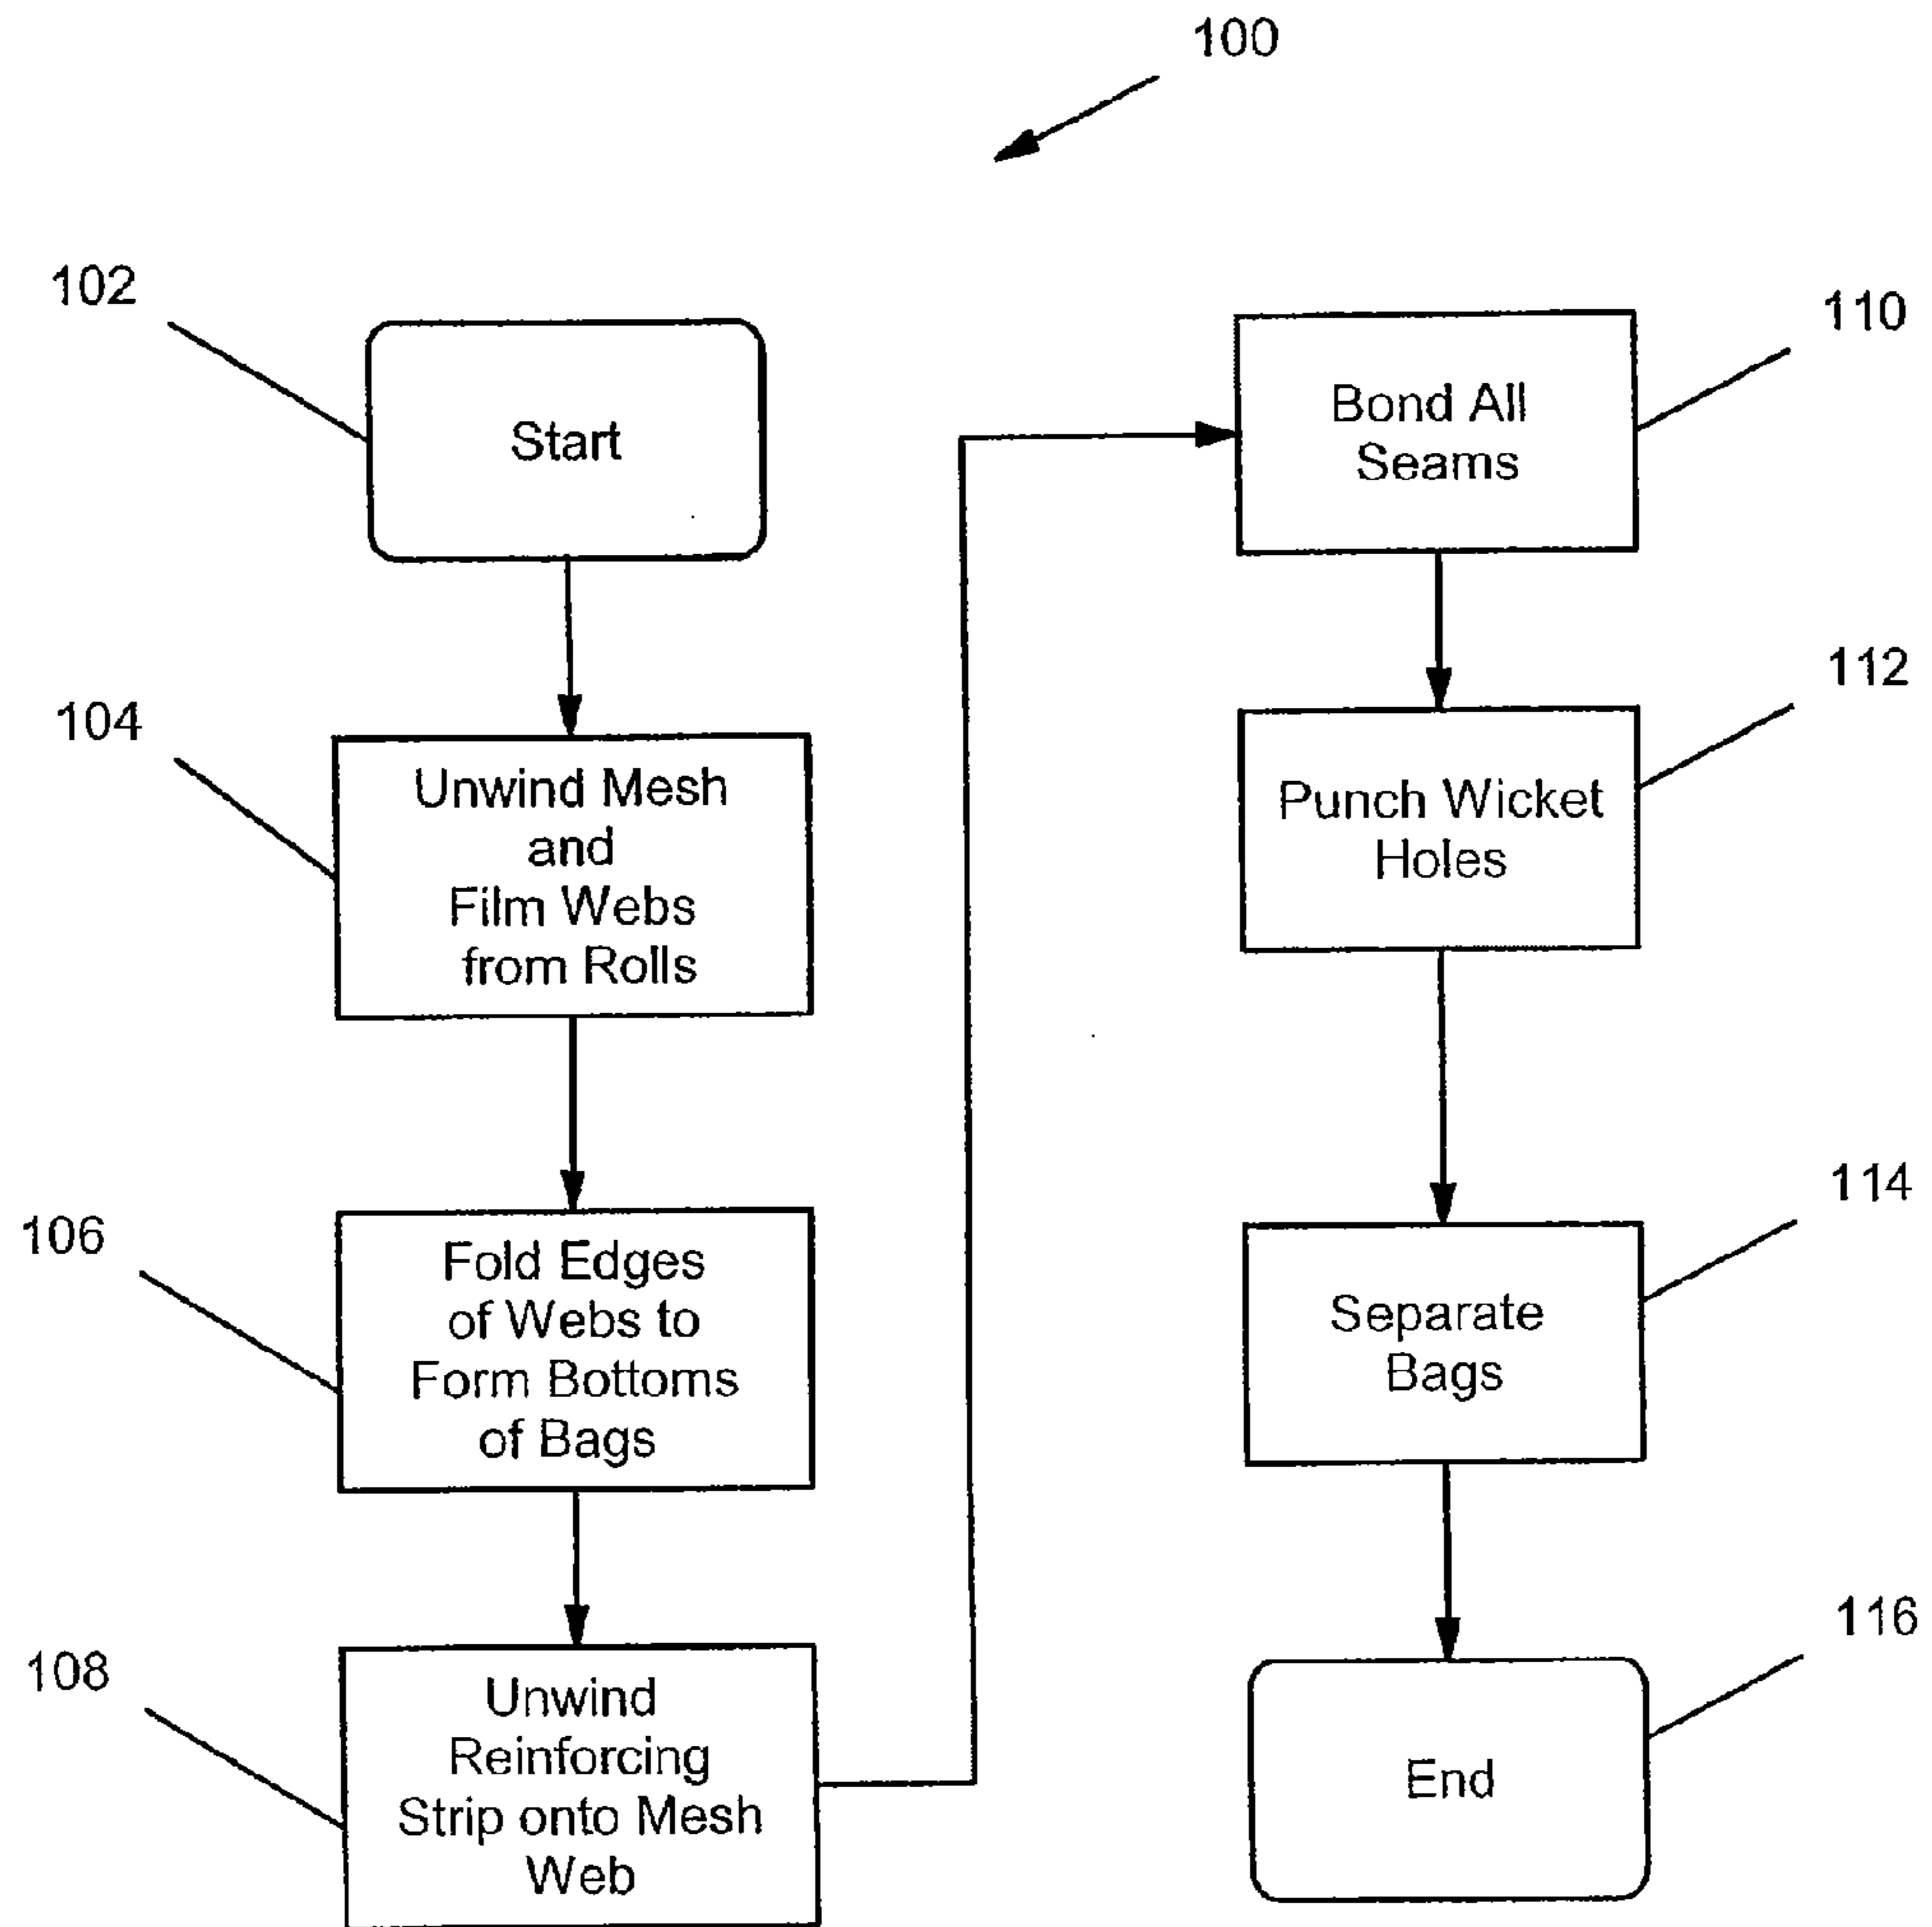 100
102
Start
104
Unwind Mesh
and
Film Webs
from Rolls
106
Fold Edges
of Webs to
Form Bottoms
of Bags
108
Unwind
Reinforcing
Strip onto Mesh
Web
110
Bond All
Seams
112
Punch Wicket
Holes
114
Separate
Bags
116
End